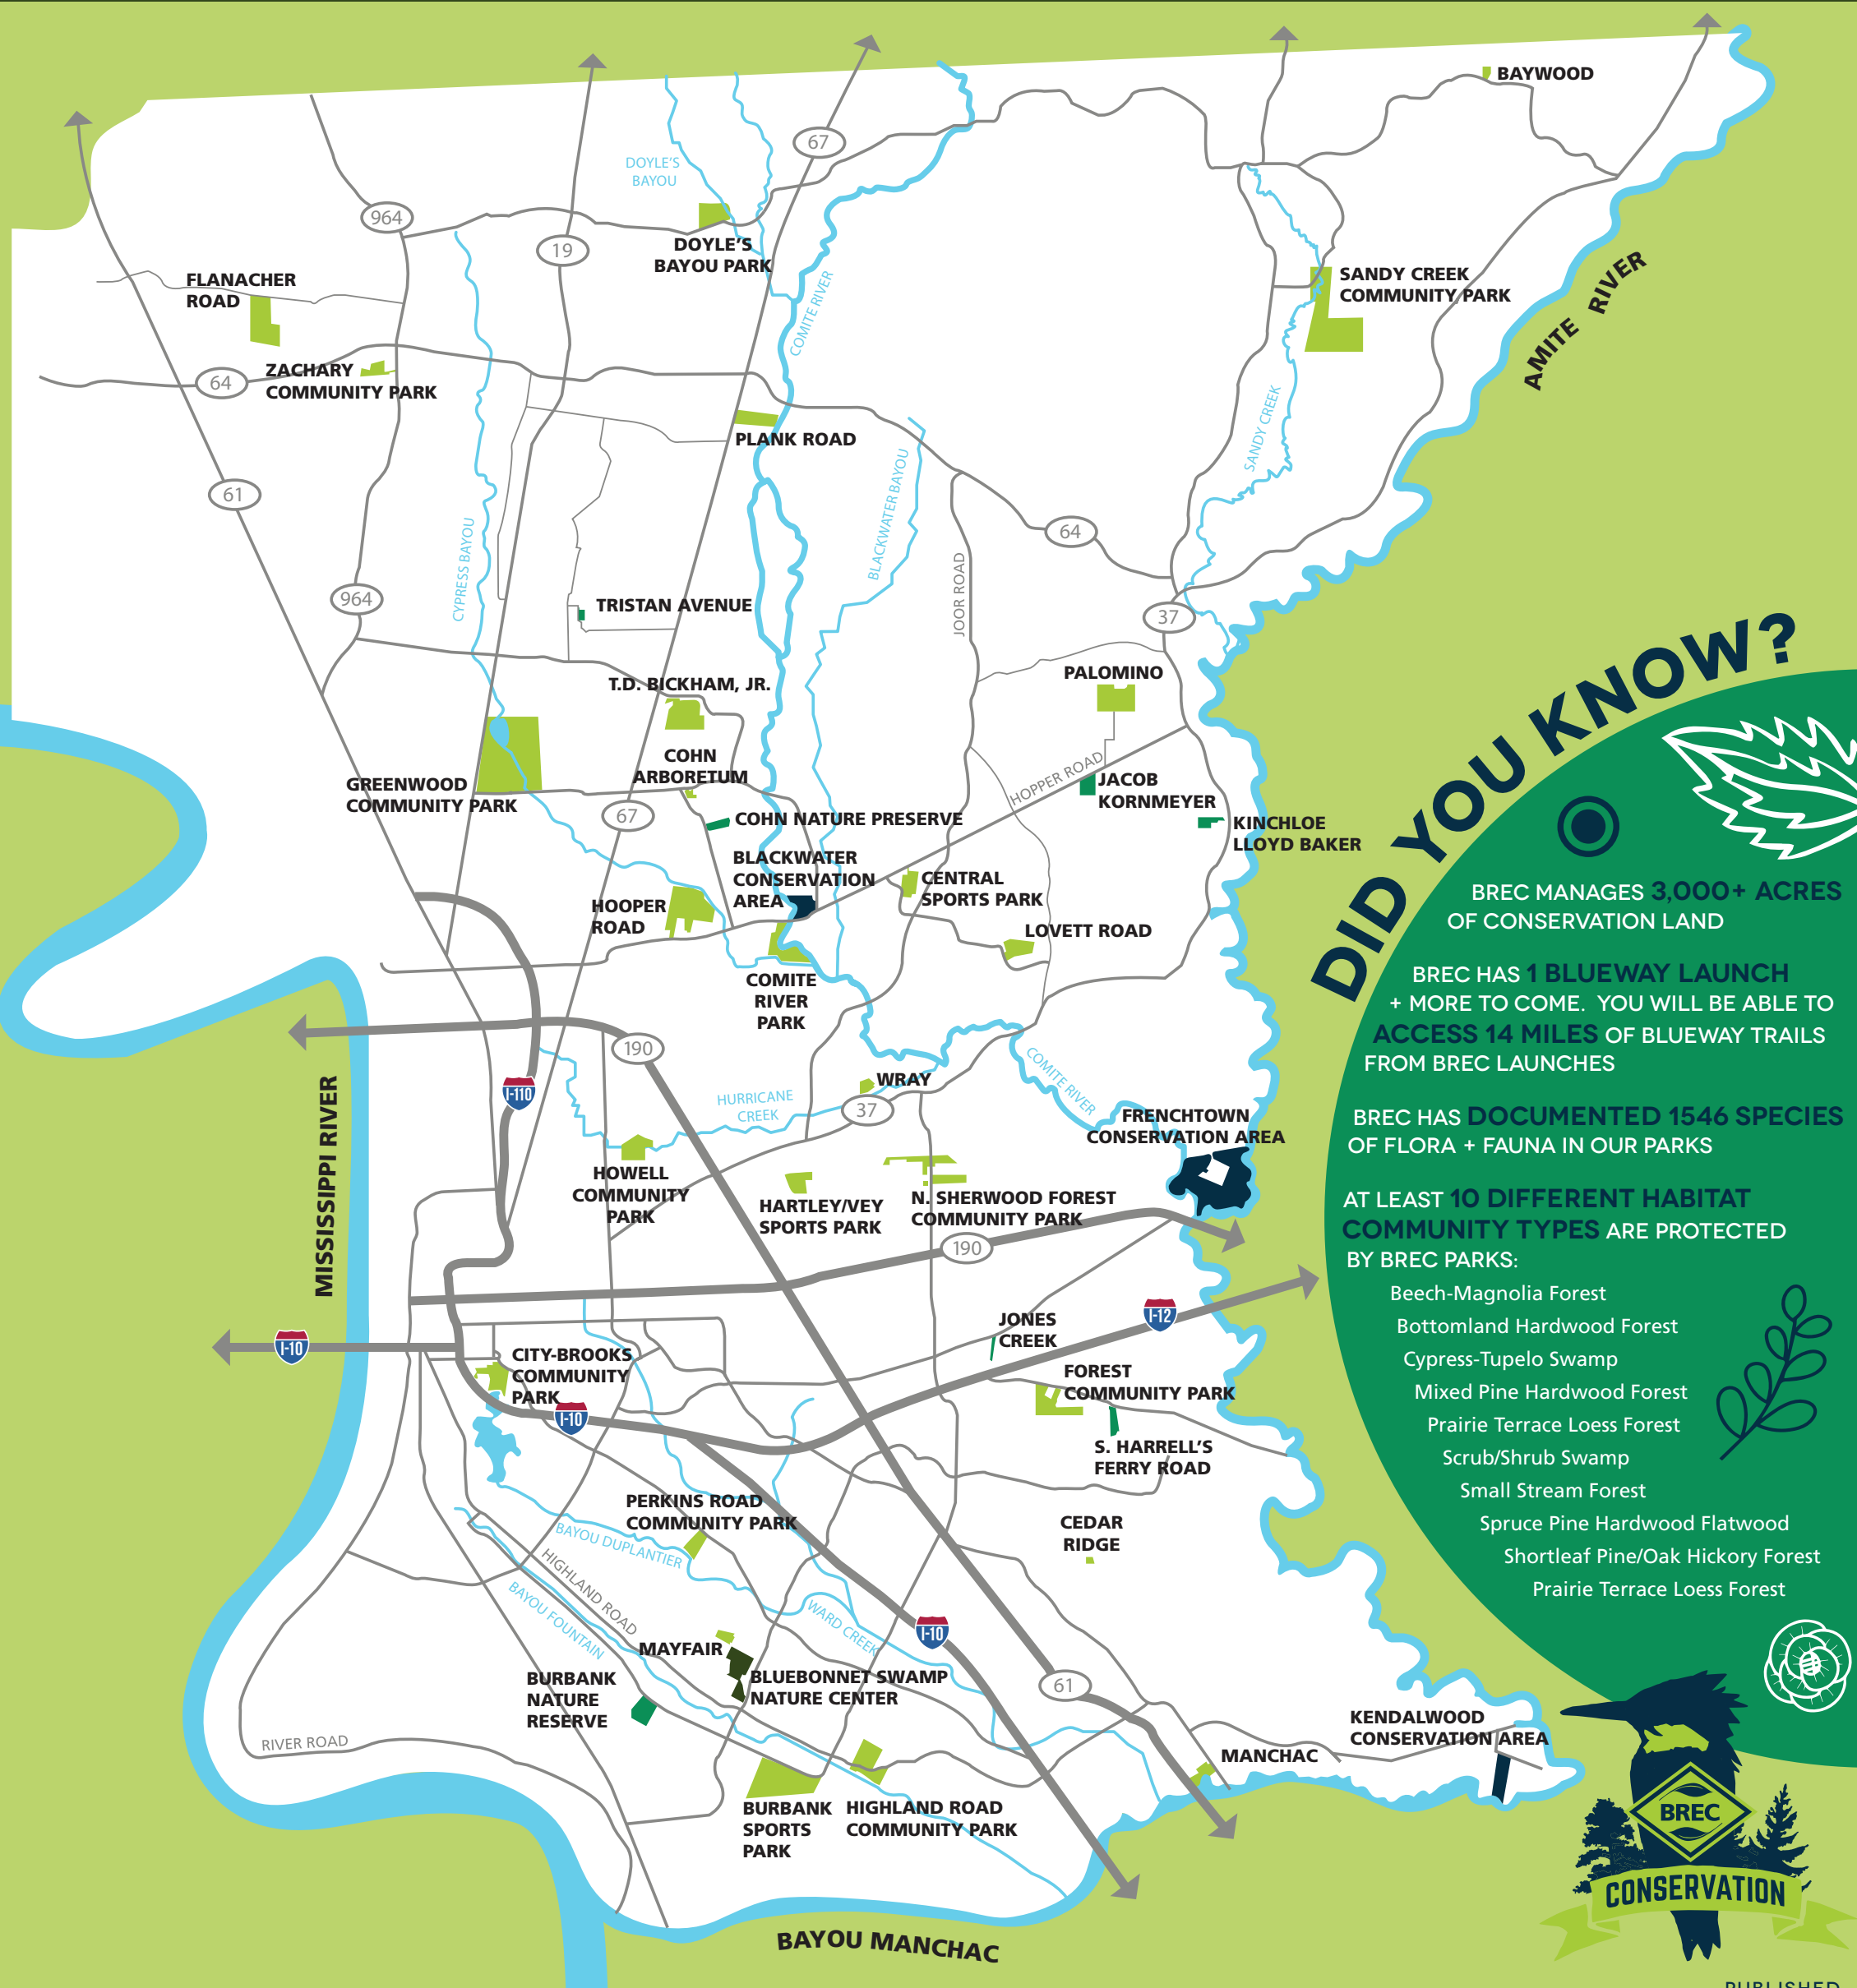 BAYWOOD
67
DOYLE'S
BAYOU
964
19
DOYLE'S
BAYOU PARK
FLANACHER
ROAD
COMITE RIVER
SANDY CREEK
COMMUNITY PARK
AMITE RIVER
ZACHARY
COMMUNITY PARK
64
PLANK ROAD
SANDY CREEK
61
BLACKWATER BAYOU
64
CYPRESS BAYOU
JOOR ROAD
964
TRISTAN AVENUE
37
T.D. BICKHAM, JR.
PALOMINO
COHN
ARBORETUM
GREENWOOD
COMMUNITY PARK
HOPPER ROAD
JACOB
KORNMEYER
67
COHN NATURE PRESERVE
KINCHLOE
LLOYD BAKER
BLACKWATER
CONSERVATION
AREA
CENTRAL
SPORTS PARK
HOOPER
ROAD
LOVETT ROAD
COMITE
RIVER
PARK
190
COMITE RIVER
I-110
WRAY
HURRICANE
CREEK
37
FRENCHTOWN
CONSERVATION AREA
MISSISSIPPI RIVER
HOWELL
COMMUNITY
PARK
HARTLEY/VEY
SPORTS PARK
N. SHERWOOD FOREST
COMMUNITY PARK
190
I-12
JONES
CREEK
I-10
CITY-BROOKS
COMMUNITY
PARK
FOREST
COMMUNITY PARK
I-10
S. HARRELL'S
FERRY ROAD
PERKINS ROAD
COMMUNITY PARK
CEDAR
RIDGE
BAYOU DUPLANTIER
HIGHLAND ROAD
BAYOU FOUNTAIN
WARD CREEK
I-10
MAYFAIR
BLUEBONNET SWAMP
NATURE CENTER
61
BURBANK
NATURE
RESERVE
RIVER ROAD
KENDALWOOD
CONSERVATION AREA
MANCHAC
BURBANK
SPORTS
PARK
HIGHLAND ROAD
COMMUNITY PARK
BAYOU MANCHAC
DID YOU KNOW?
BREC MANAGES 3,000+ ACRES
OF CONSERVATION LAND
BREC HAS 1 BLUEWAY LAUNCH
+ MORE TO COME. YOU WILL BE ABLE TO
ACCESS 14 MILES OF BLUEWAY TRAILS
FROM BREC LAUNCHES
BREC HAS DOCUMENTED 1546 SPECIES
OF FLORA + FAUNA IN OUR PARKS
AT LEAST 10 DIFFERENT HABITAT
COMMUNITY TYPES ARE PROTECTED
BY BREC PARKS:
Beech-Magnolia Forest
Bottomland Hardwood Forest
Cypress-Tupelo Swamp
Mixed Pine Hardwood Forest
Prairie Terrace Loess Forest
Scrub/Shrub Swamp
Small Stream Forest
Spruce Pine Hardwood Flatwood
Shortleaf Pine/Oak Hickory Forest
Prairie Terrace Loess Forest
BREC
CONSERVATION
PUBLISHED